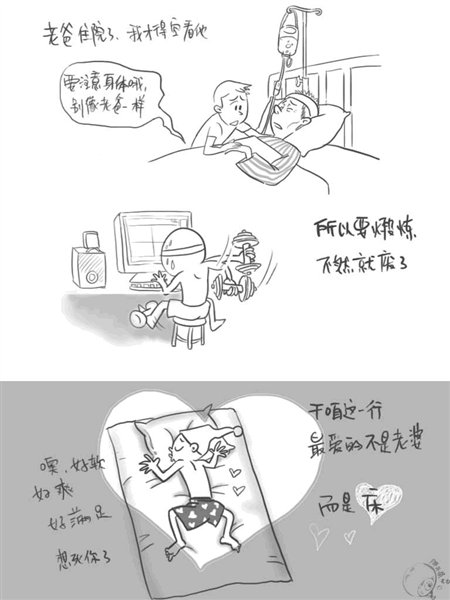 老爸住院了、我才得空看他
要注意身体哦,
别像老爸一样
所以要锻炼
不然就废了
干咱这一行
最爱的不是老婆
而是床
噢、好软
好爽
好满足
想死你了